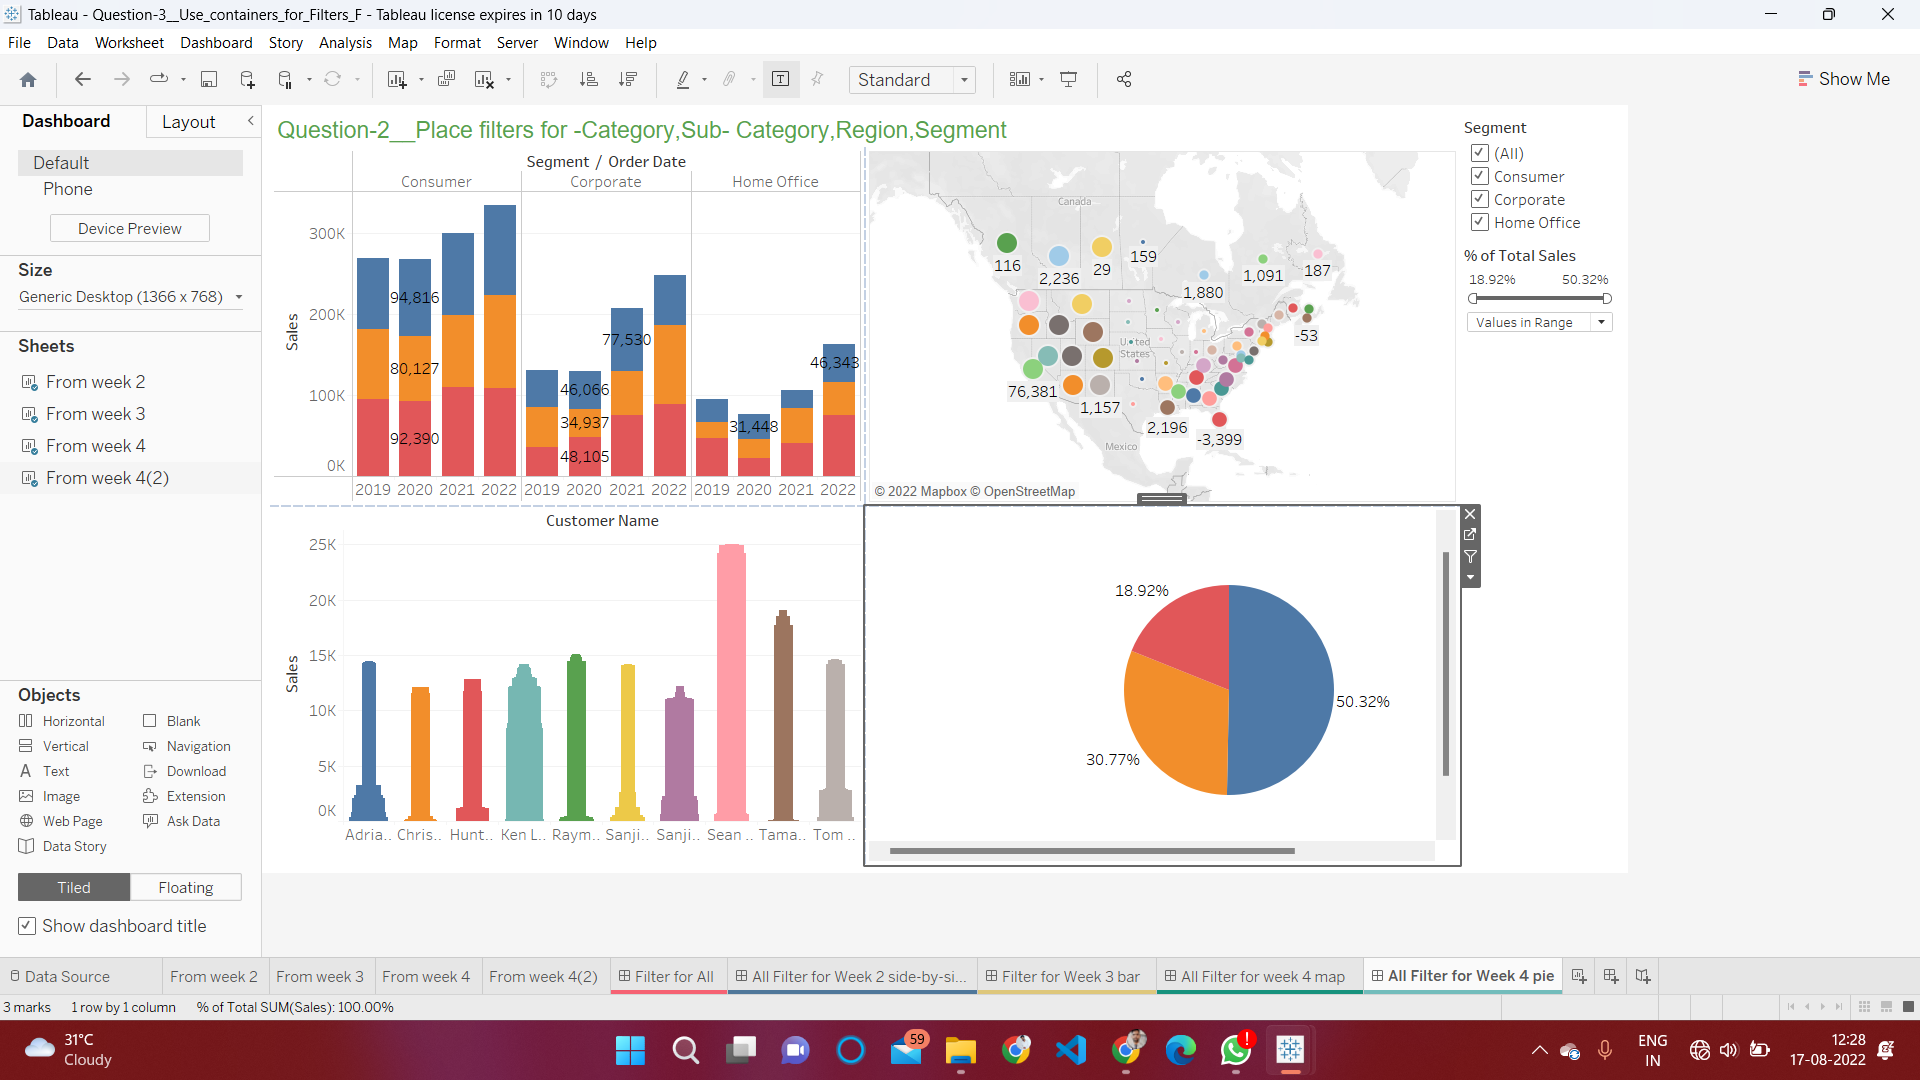 Tableau - Question-3__Use_containers_for_Filters_F - Tableau license expires in 10 days
File Data Worksheet Dashboard Story Analysis Map Format Server Window Help
Standard
Show Me
Dashboard Layout
Default
Phone
Device Preview
Size
Generic Desktop (1366 x 768)
Sheets
From week 2
From week 3
From week 4
From week 4(2)
Objects
Horizontal Blank
Vertical Navigation
Text Download
Image Extension
Web Page Ask Data
Data Story
Tiled Floating
Show dashboard title
Question-2__Place filters for -Category,Sub- Category,Region,Segment
Segment / Order Date
Consumer Corporate Home Office
Sales
300K
200K
100K
0K
94,816
80,127
92,390
46,066
34,937
48,105
77,530
31,448
46,343
2019 2020 2021 2022 2019 2020 2021 2022 2019 2020 2021 2022
Canada
United States
Mexico
116
2,236
29
159
1,880
1,091
187
-53
76,381
1,157
2,196
-3,399
© 2022 Mapbox © OpenStreetMap
Segment
(All)
Consumer
Corporate
Home Office
% of Total Sales
18.92% 50.32%
Values in Range
Customer Name
Sales
25K
20K
15K
10K
5K
0K
Adria.. Chris.. Hunt.. Ken L.. Raym.. Sanji.. Sanji.. Sean .. Tama.. Tom ..
18.92%
50.32%
30.77%
Data Source From week 2 From week 3 From week 4 From week 4(2) Filter for All All Filter for Week 2 side-by-si... Filter for Week 3 bar All Filter for week 4 map All Filter for Week 4 pie
3 marks 1 row by 1 column % of Total SUM(Sales): 100.00%
31°C
Cloudy
59
ENG
IN
12:28
17-08-2022